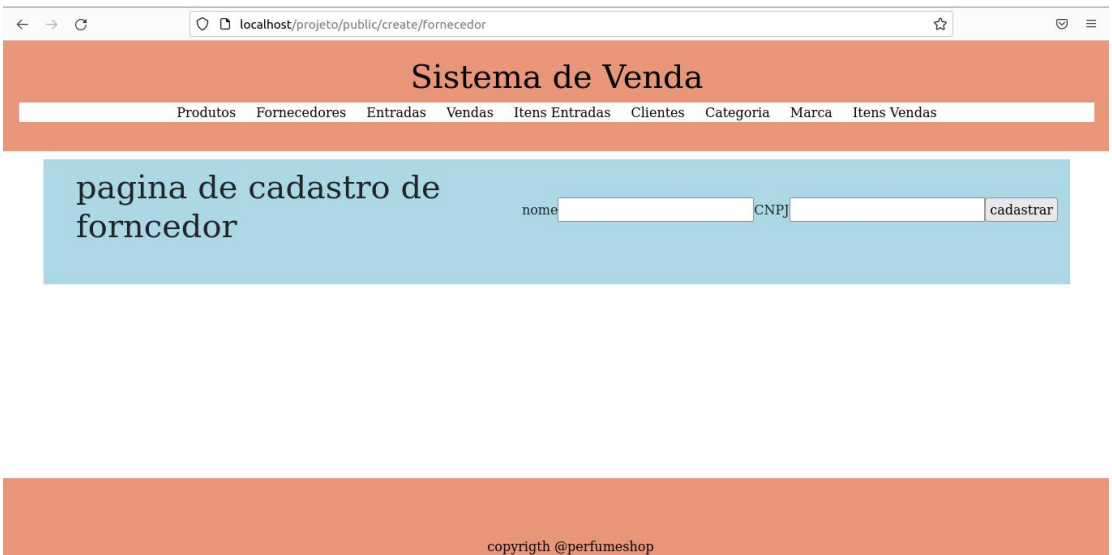 localhost/projeto/public/create/fornecedor
Sistema de Venda
Produtos Fornecedores Entradas Vendas Itens Entradas Clientes Categoria Marca Itens Vendas
pagina de cadastro de
forncedor
nome CNPJ cadastrar
copyrigth @perfumeshop